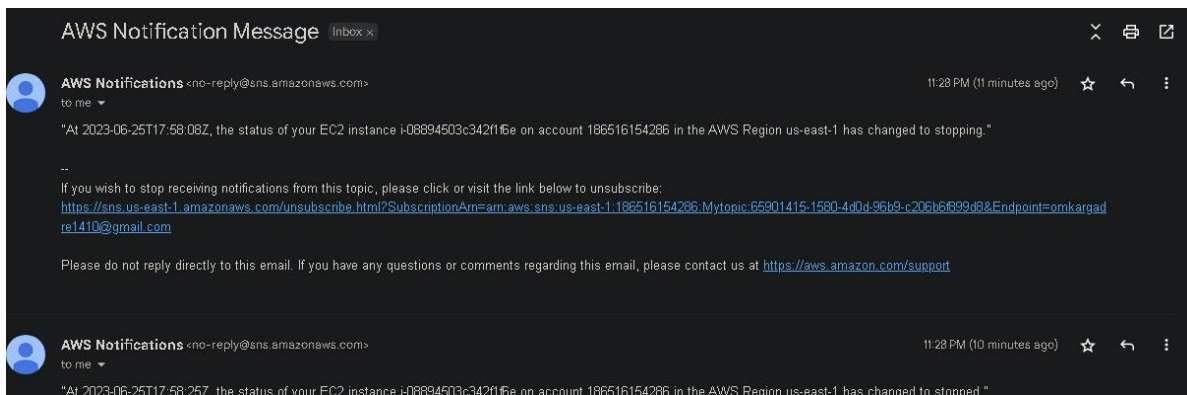 AWS Notification Message Inbox ×
AWS Notifications <no-reply@sns.amazonaws.com> 11:28 PM (11 minutes ago)
to me
"At 2023-06-25T17:58:08Z, the status of your EC2 instance i-08894503c342f1f6e on account 186516154286 in the AWS Region us-east-1 has changed to stopping."
--
If you wish to stop receiving notifications from this topic, please click or visit the link below to unsubscribe:
https://sns.us-east-1.amazonaws.com/unsubscribe.html?SubscriptionArn=arn:aws:sns:us-east-1:186516154286:Mytopic:65901415-1580-4d0d-96b9-c206b6f899d8&Endpoint=omkargad
re1410@gmail.com
Please do not reply directly to this email. If you have any questions or comments regarding this email, please contact us at https://aws.amazon.com/support
AWS Notifications <no-reply@sns.amazonaws.com> 11:28 PM (10 minutes ago)
to me
"At 2023-06-25T17:58:25Z, the status of your EC2 instance i-08894503c342f1f6e on account 186516154286 in the AWS Region us-east-1 has changed to stopped."